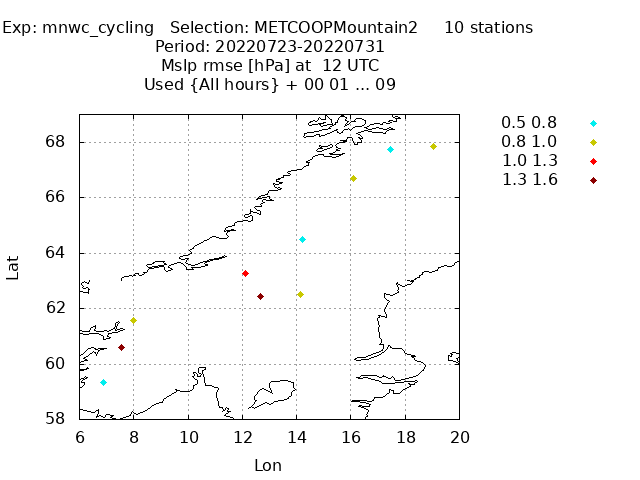 Exp: mnwc_cycling Selection: METCOOPMountain2 10 stations
Period: 20220723-20220731
Mslp rmse [hPa] at 12 UTC
Used {All hours} + 00 01 ... 09
0.5 0.8
0.8 1.0
1.0 1.3
1.3 1.6
68
66
64
62
60
58
Lat
6 8 10 12 14 16 18 20
Lon